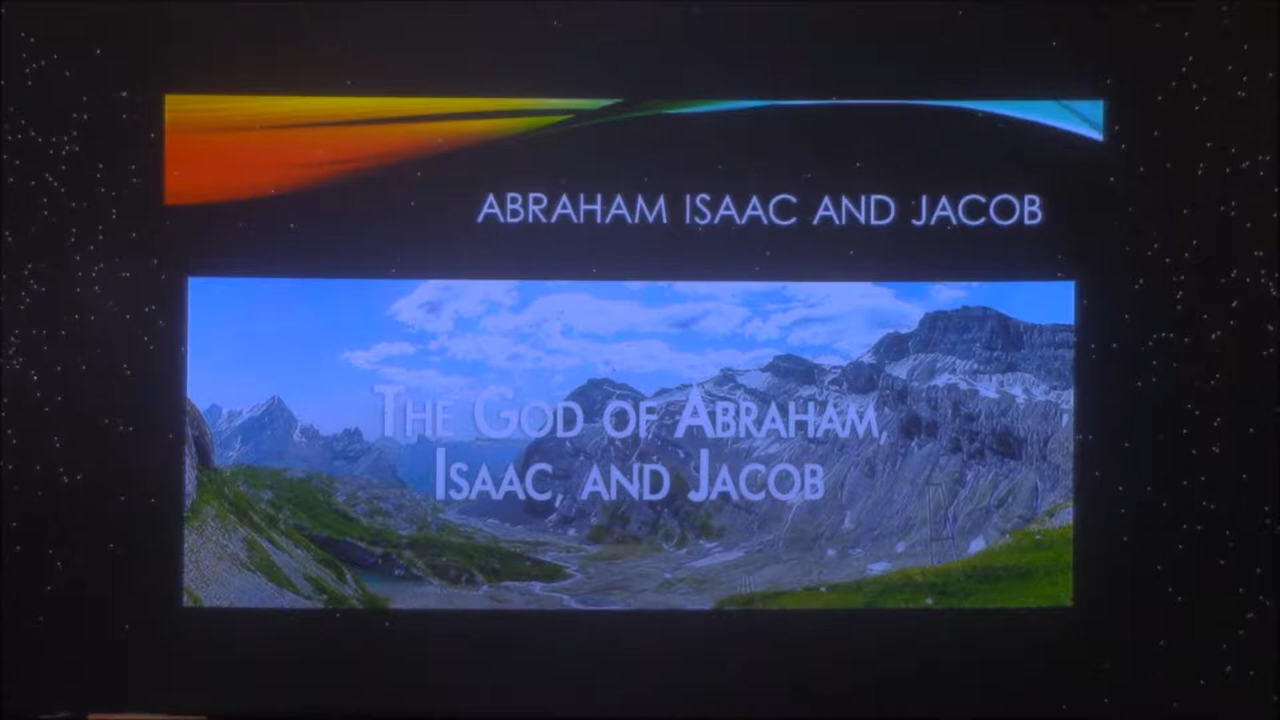 ABRAHAM ISAAC AND JACOB
THE GOD OF ABRAHAM,
ISAAC, AND JACOB